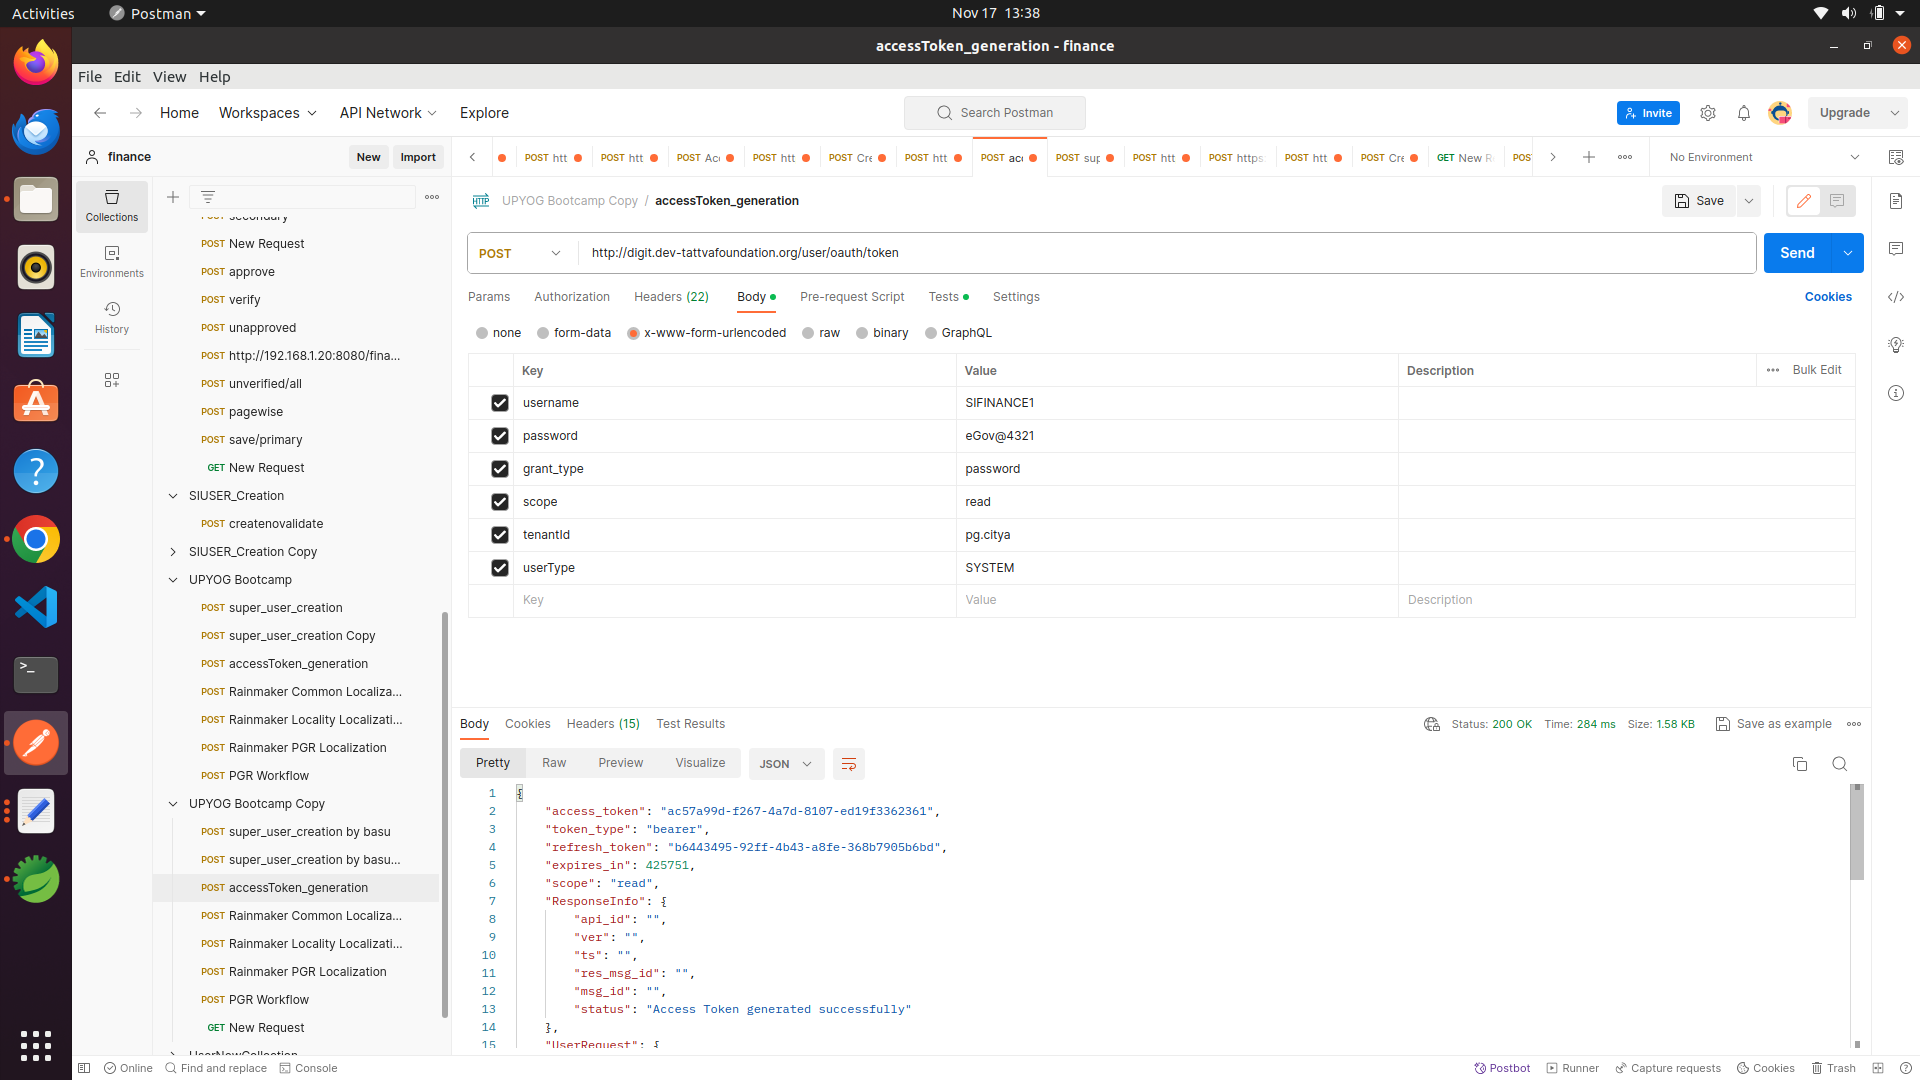 Activities
Postman
Nov 17 13:38
accessToken_generation - finance
File Edit View Help
Home Workspaces API Network Explore
Search Postman
Invite
Upgrade
finance
New Import
POST htt
POST htt
POST Acc
POST htt
POST Cre
POST htt
POST acc
POST sup
POST htt
POST https:
POST htt
POST Cre
GET New R
POST
No Environment
Collections
Environments
History
secondary
POST New Request
POST approve
POST verify
POST unapproved
POST http://192.168.1.20:8080/fina...
POST unverified/all
POST pagewise
POST save/primary
GET New Request
SIUSER_Creation
POST createnovalidate
SIUSER_Creation Copy
UPYOG Bootcamp
POST super_user_creation
POST super_user_creation Copy
POST accessToken_generation
POST Rainmaker Common Localiza...
POST Rainmaker Locality Localizati...
POST Rainmaker PGR Localization
POST PGR Workflow
UPYOG Bootcamp Copy
POST super_user_creation by basu
POST super_user_creation by basu...
POST accessToken_generation
POST Rainmaker Common Localiza...
POST Rainmaker Locality Localizati...
POST Rainmaker PGR Localization
POST PGR Workflow
GET New Request
UserNewCollection
HTTP UPYOG Bootcamp Copy / accessToken_generation
Save
POST http://digit.dev-tattvafoundation.org/user/oauth/token
Send
Params Authorization Headers (22) Body Pre-request Script Tests Settings
Cookies
none form-data x-www-form-urlencoded raw binary GraphQL
Key Value Description Bulk Edit
username SIFINANCE1
password eGov@4321
grant_type password
scope read
tenantId pg.citya
userType SYSTEM
Key Value Description
Body Cookies Headers (15) Test Results
Status: 200 OK Time: 284 ms Size: 1.58 KB Save as example
Pretty Raw Preview Visualize JSON
1 {
2 "access_token": "ac57a99d-f267-4a7d-8107-ed19f3362361",
3 "token_type": "bearer",
4 "refresh_token": "b6443495-92ff-4b43-a8fe-368b7905b6bd",
5 "expires_in": 425751,
6 "scope": "read",
7 "ResponseInfo": {
8 "api_id": "",
9 "ver": "",
10 "ts": "",
11 "res_msg_id": "",
12 "msg_id": "",
13 "status": "Access Token generated successfully"
14 },
15 "UserRequest": {
Online Find and replace Console
Postbot Runner Capture requests Cookies Trash